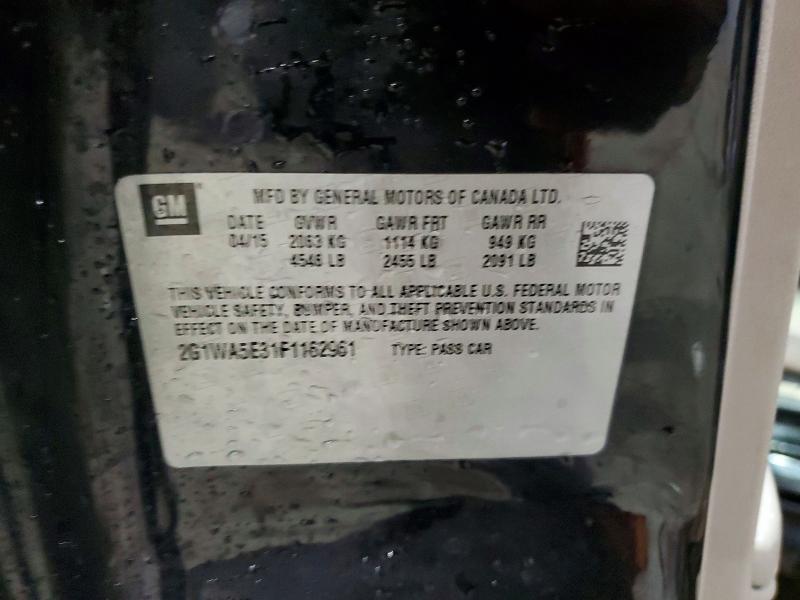 GM MFD BY GENERAL MOTORS OF CANADA LTD.
DATE GVWR GAWR FRT GAWR RR
04/15 2063 KG 1114 KG 949 KG
4548 LB 2455 LB 2091 LB
THIS VEHICLE CONFORMS TO ALL APPLICABLE U.S. FEDERAL MOTOR
VEHICLE SAFETY, BUMPER, AND THEFT PREVENTION STANDARDS IN
EFFECT ON THE DATE OF MANUFACTURE SHOWN ABOVE.
2G1WA5E31F1162961 TYPE: PASS CAR